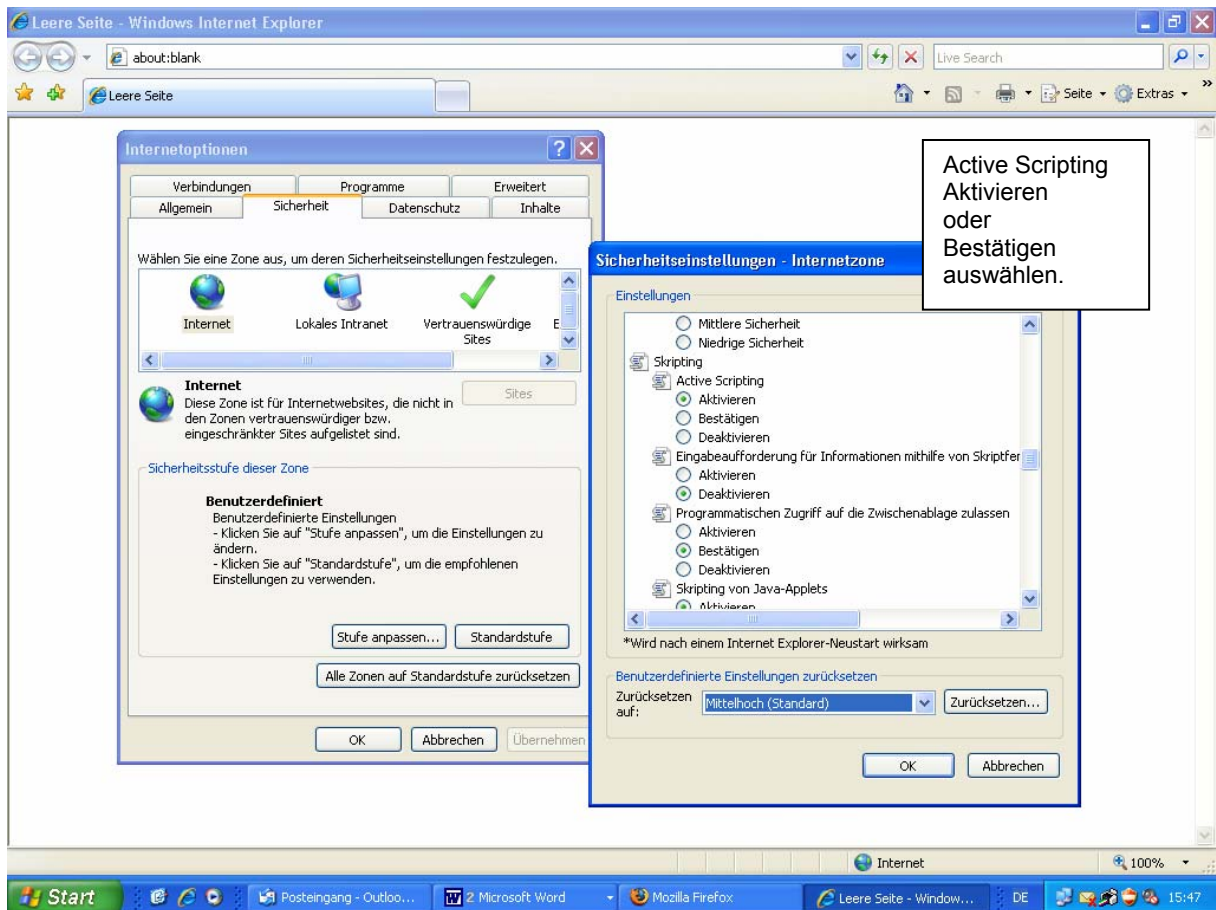 Leere Seite - Windows Internet Explorer
about:blank
Live Search
Leere Seite
Seite
Extras
»
Internetoptionen
Verbindungen Programme Erweitert
Allgemein Sicherheit Datenschutz Inhalte
Wählen Sie eine Zone aus, um deren Sicherheitseinstellungen festzulegen.
Internet Lokales Intranet Vertrauenswürdige E
Sites
Internet
Sites
Diese Zone ist für Internetwebsites, die nicht in
den Zonen vertrauenswürdiger bzw.
eingeschränkter Sites aufgelistet sind.
Sicherheitsstufe dieser Zone
Benutzerdefiniert
Benutzerdefinierte Einstellungen
- Klicken Sie auf "Stufe anpassen", um die Einstellungen zu
ändern.
- Klicken Sie auf "Standardstufe", um die empfohlenen
Einstellungen zu verwenden.
Stufe anpassen... Standardstufe
Alle Zonen auf Standardstufe zurücksetzen
OK Abbrechen Übernehmen
Active Scripting
Aktivieren
oder
Bestätigen
auswählen.
Sicherheitseinstellungen - Internetzone
Einstellungen
Mittlere Sicherheit
Niedrige Sicherheit
Skripting
Active Scripting
Aktivieren
Bestätigen
Deaktivieren
Eingabeaufforderung für Informationen mithilfe von Skriptfer
Aktivieren
Deaktivieren
Programmatischen Zugriff auf die Zwischenablage zulassen
Aktivieren
Bestätigen
Deaktivieren
Skripting von Java-Applets
Aktivieren
*Wird nach einem Internet Explorer-Neustart wirksam
Benutzerdefinierte Einstellungen zurücksetzen
Zurücksetzen
auf:
Mittelhoch (Standard)
Zurücksetzen...
OK Abbrechen
Internet
100%
Start
Posteingang - Outloo...
2 Microsoft Word
Mozilla Firefox
Leere Seite - Window...
DE
15:47